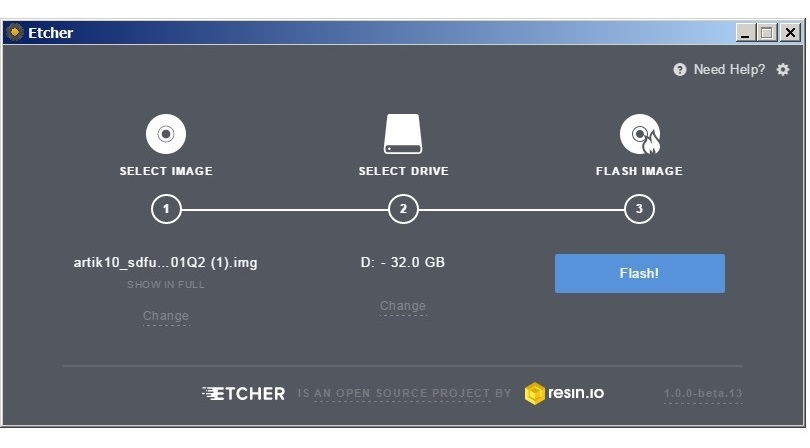 Etcher
Need Help?
SELECT IMAGE SELECT DRIVE FLASH IMAGE
1 2 3
artik10_sdfu...01Q2 (1).img D: - 32.0 GB Flash!
SHOW IN FULL
Change Change
ETCHER IS AN OPEN SOURCE PROJECT BY resin.io 1.0.0-beta.13